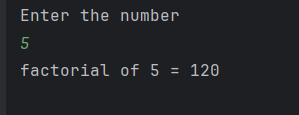 Enter the number
5
factorial of 5 = 120